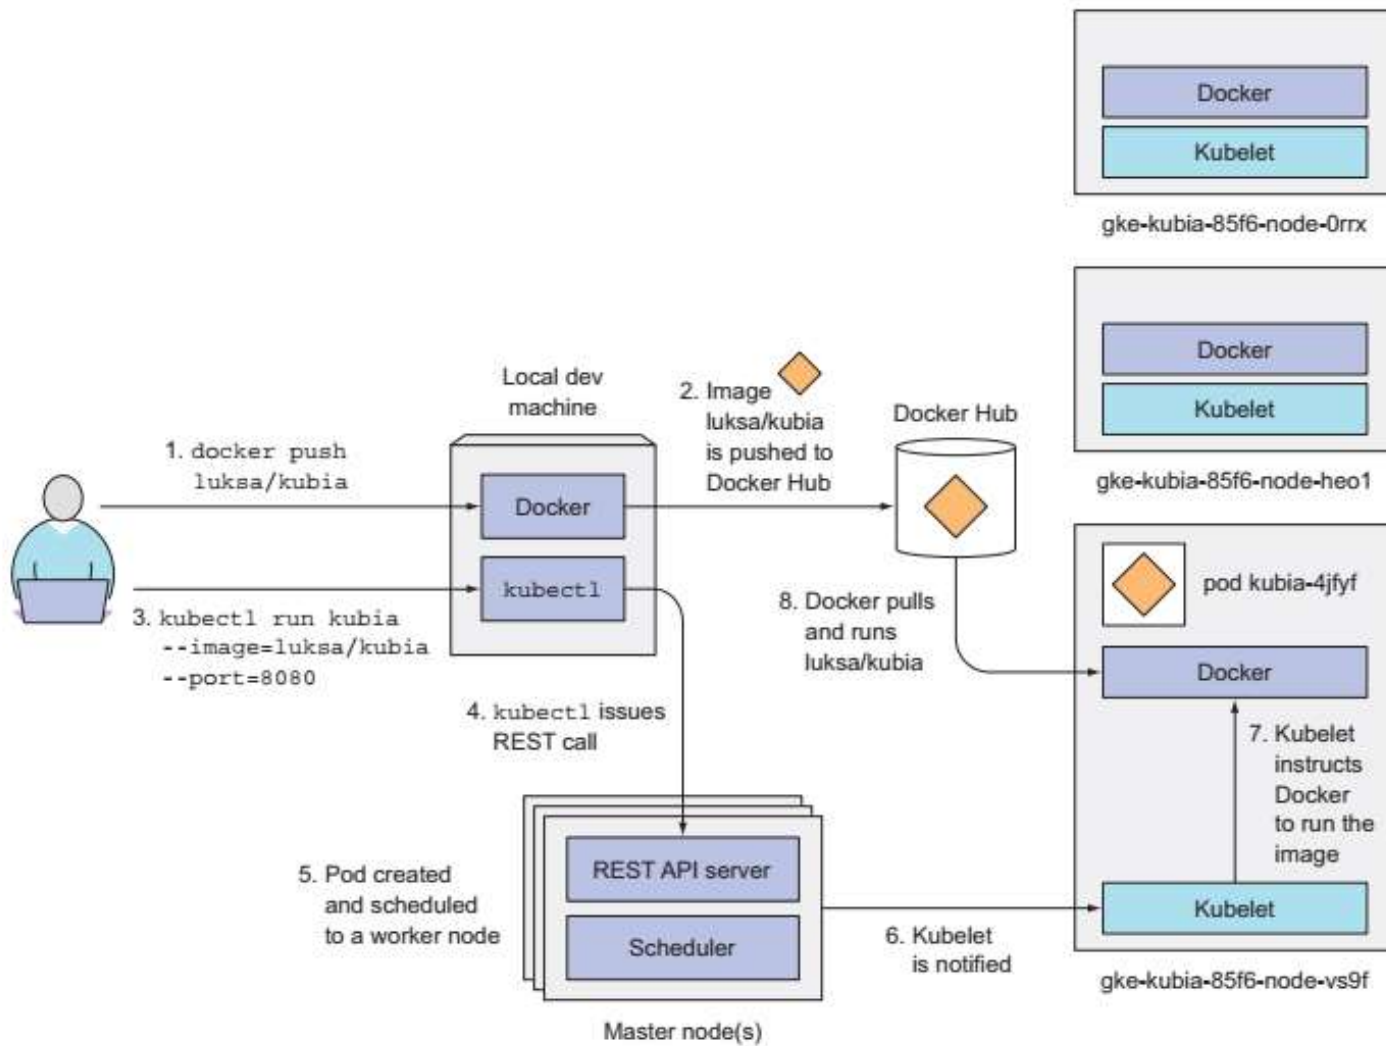 Docker
Kubelet
gke-kubia-85f6-node-0rrx
Docker
Kubelet
gke-kubia-85f6-node-heo1
Local dev
machine
1. docker push
luksa/kubia
Docker
kubectl
2. Image
luksa/kubia
is pushed to
Docker Hub
Docker Hub
3. kubectl run kubia
--image=luksa/kubia
--port=8080
4. kubectl issues
REST call
5. Pod created
and scheduled
to a worker node
REST API server
Scheduler
Master node(s)
6. Kubelet
is notified
pod kubia-4jfyf
Docker
7. Kubelet
instructs
Docker
to run the
image
Kubelet
gke-kubia-85f6-node-vs9f
8. Docker pulls
and runs
luksa/kubia